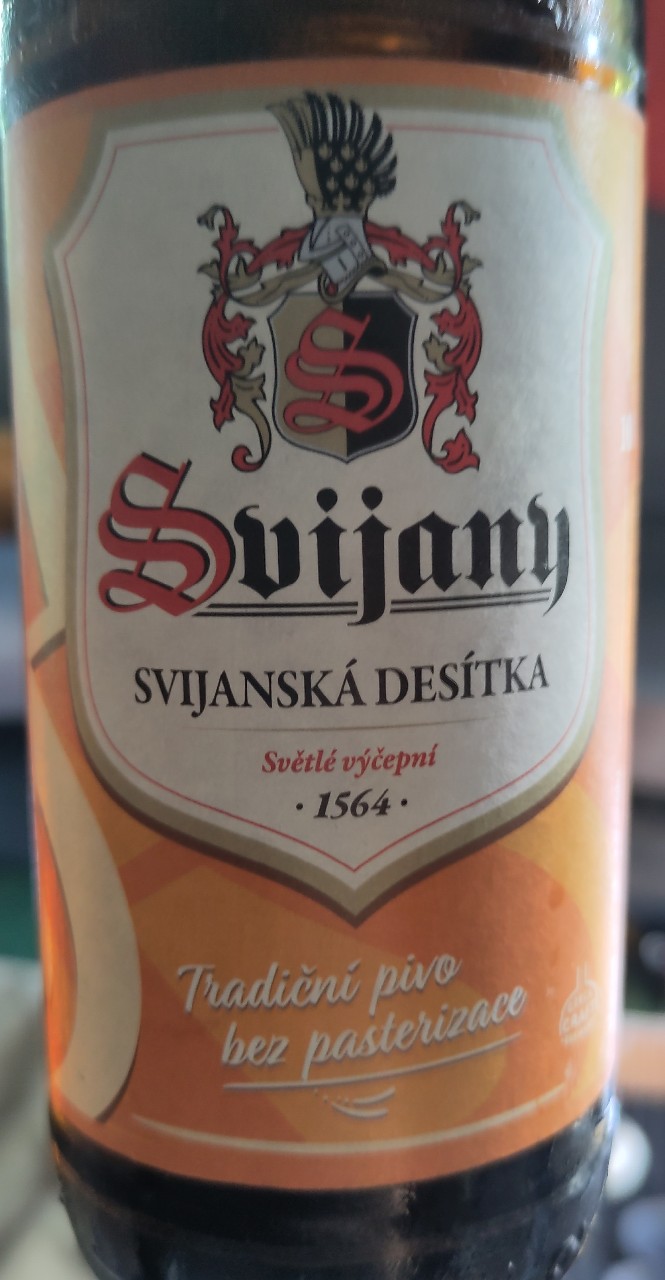 S
Svijany
SVIJANSKÁ DESÍTKA
Světlé výčepní
· 1564 ·
Tradiční pivo
bez pasterizace